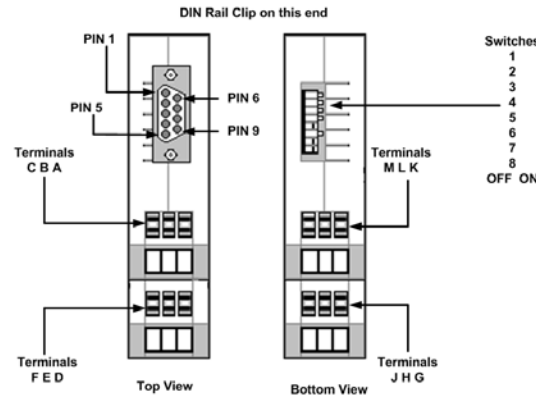 DIN Rail Clip on this end
PIN 1
PIN 5
PIN 6
PIN 9
Terminals
C B A
Terminals
F E D
Top View
Switches
1
2
3
4
5
6
7
8
OFF ON
Terminals
M L K
Terminals
J H G
Bottom View